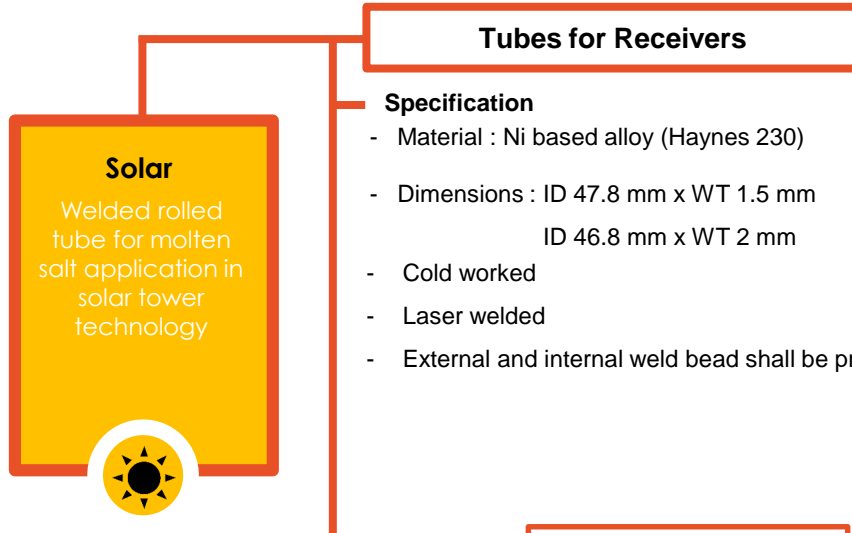 Tubes for Receivers
Specification
- Material : Ni based alloy (Haynes 230)
- Dimensions : ID 47.8 mm x WT 1.5 mm
ID 46.8 mm x WT 2 mm
- Cold worked
- Laser welded
- External and internal weld bead shall be
Solar
Welded rolled
tube for molten
salt application in
solar tower
technology